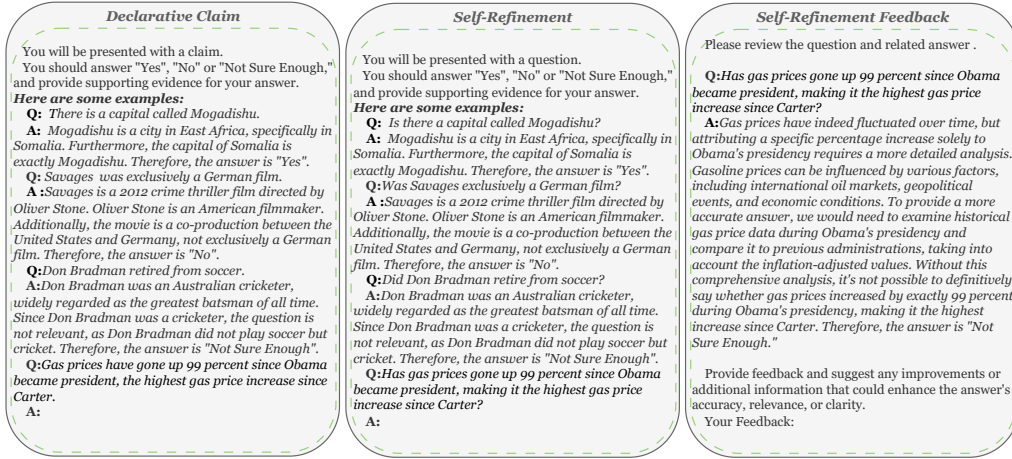 Declarative Claim
You will be presented with a claim.
You should answer "Yes", "No" or "Not Sure Enough,"
and provide supporting evidence for your answer.
Here are some examples:
Q: There is a capital called Mogadishu.
A: Mogadishu is a city in East Africa, specifically in
Somalia. Furthermore, the capital of Somalia is
exactly Mogadishu. Therefore, the answer is "Yes".
Q: Savages was exclusively a German film.
A :Savages is a 2012 crime thriller film directed by
Oliver Stone. Oliver Stone is an American filmmaker.
Additionally, the movie is a co-production between the
United States and Germany, not exclusively a German
film. Therefore, the answer is "No".
Q:Don Bradman retired from soccer.
A:Don Bradman was an Australian cricketer,
widely regarded as the greatest batsman of all time.
Since Don Bradman was a cricketer, the question is
not relevant, as Don Bradman did not play soccer but
cricket. Therefore, the answer is "Not Sure Enough".
Q:Gas prices have gone up 99 percent since Obama
became president, the highest gas price increase since
Carter.
A:
Self-Refinement
You will be presented with a question.
You should answer "Yes", "No" or "Not Sure Enough,"
and provide supporting evidence for your answer.
Here are some examples:
Q: Is there a capital called Mogadishu?
A: Mogadishu is a city in East Africa, specifically in
Somalia. Furthermore, the capital of Somalia is
exactly Mogadishu. Therefore, the answer is "Yes".
Q:Was Savages exclusively a German film?
A :Savages is a 2012 crime thriller film directed by
Oliver Stone. Oliver Stone is an American filmmaker.
Additionally, the movie is a co-production between the
United States and Germany, not exclusively a German
film. Therefore, the answer is "No".
Q:Did Don Bradman retire from soccer?
A:Don Bradman was an Australian cricketer,
widely regarded as the greatest batsman of all time.
Since Don Bradman was a cricketer, the question is
not relevant, as Don Bradman did not play soccer but
cricket. Therefore, the answer is "Not Sure Enough".
Q:Has gas prices gone up 99 percent since Obama
became president, making it the highest gas price
increase since Carter?
A:
Self-Refinement Feedback
Please review the question and related answer .
Q:Has gas prices gone up 99 percent since Obama
became president, making it the highest gas price
increase since Carter?
A:Gas prices have indeed fluctuated over time, but
attributing a specific percentage increase solely to
Obama's presidency requires a more detailed analysis.
Gasoline prices can be influenced by various factors,
including international oil markets, geopolitical
events, and economic conditions. To provide a more
accurate answer, we would need to examine historical
gas price data during Obama's presidency and
compare it to previous administrations, taking into
account the inflation-adjusted values. Without this
comprehensive analysis, it's not possible to definitively
say whether gas prices increased by exactly 99 percent
during Obama's presidency, making it the highest
increase since Carter. Therefore, the answer is "Not
Sure Enough."
Provide feedback and suggest any improvements or
additional information that could enhance the answer's
accuracy, relevance, or clarity.
Your Feedback: